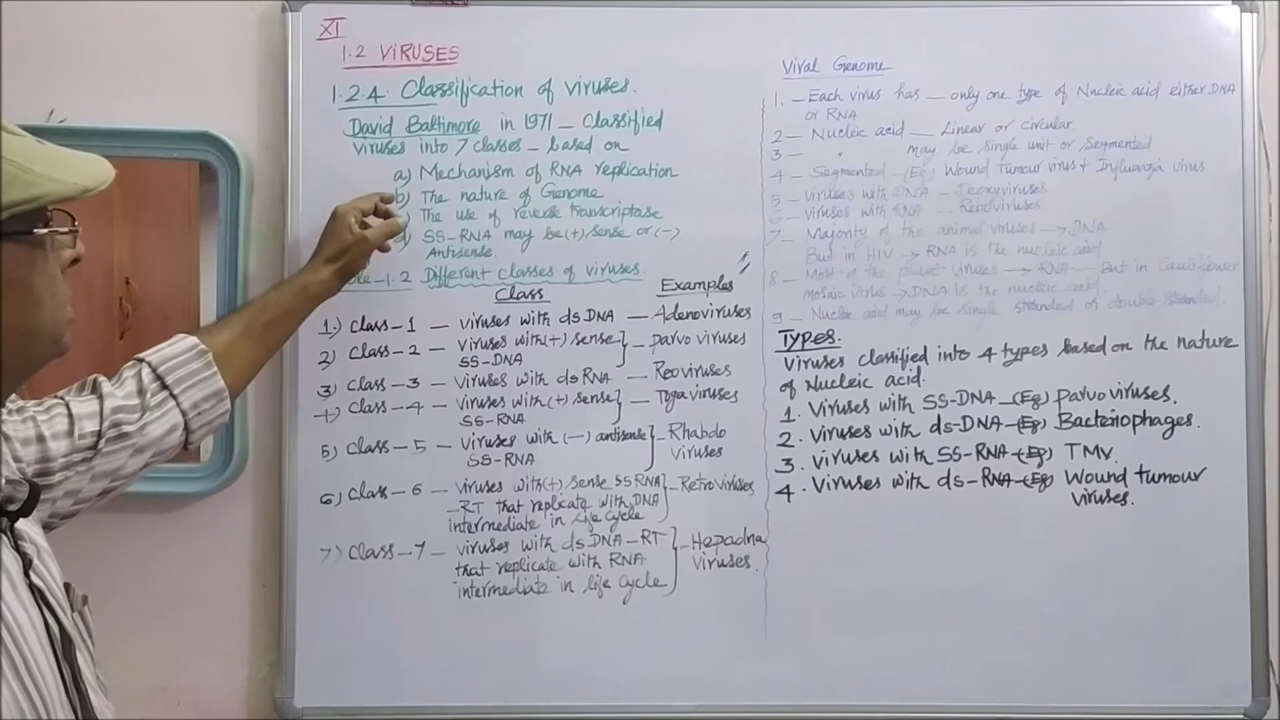 XI
1.2 VIRUSES
1.2.4. Classification of viruses.
David Baltimore in 1971 — Classified
viruses into 7 classes — based on
a) Mechanism of RNA replication
b) The nature of Genome
) The use of reverse transcriptase
d) SS-RNA may be (+) sense or (-)
Antisense.
1.2 Different classes of viruses.
Class
Examples
1.) Class-1 — Viruses with dsDNA — Adenoviruses
2) Class-2 — Viruses with (+) sense SS-DNA } — parvo viruses
3) Class-3 — Viruses with dsRNA — Reoviruses
4) Class-4 — Viruses with (+) sense SS-RNA } — Togaviruses
5) Class-5 — Viruses with (—) antisense SS-RNA } — Rhabdo viruses
6) Class-6 — Viruses with (+) sense SS RNA
— RT that replicate with DNA
intermediate in life cycle } — Retroviruses
7) Class-7 — viruses with dsDNA-RT
that replicate with RNA
intermediate in life cycle } — Hepadna viruses.
Viral Genome
1. — Each virus has — only one type of Nucleic acid either DNA
or RNA
2 — Nucleic acid — Linear or circular
3 — " may be single unit or Segmented
4 — Segmented — (Eg) Wound Tumour virus + Influenza virus
5 — viruses with DNA — Deoxyviruses
6 — viruses with RNA — Riboviruses
7 — Majority of the animal viruses → DNA
But in HIV → RNA is the nucleic acid
8 — Most of the plant viruses → RNA — But in Cauliflower
Mosaic virus → DNA is the nucleic acid.
9 — Nucleic acid may be single stranded or double stranded.
Types.
Viruses classified into 4 types based on the nature
of Nucleic acid.
1. Viruses with SS-DNA — (Eg) Parvoviruses.
2. Viruses with ds-DNA — (Eg) Bacteriophages.
3. Viruses with SS-RNA — (Eg) TMV.
4. Viruses with ds-RNA — (Eg) Wound tumour
viruses.